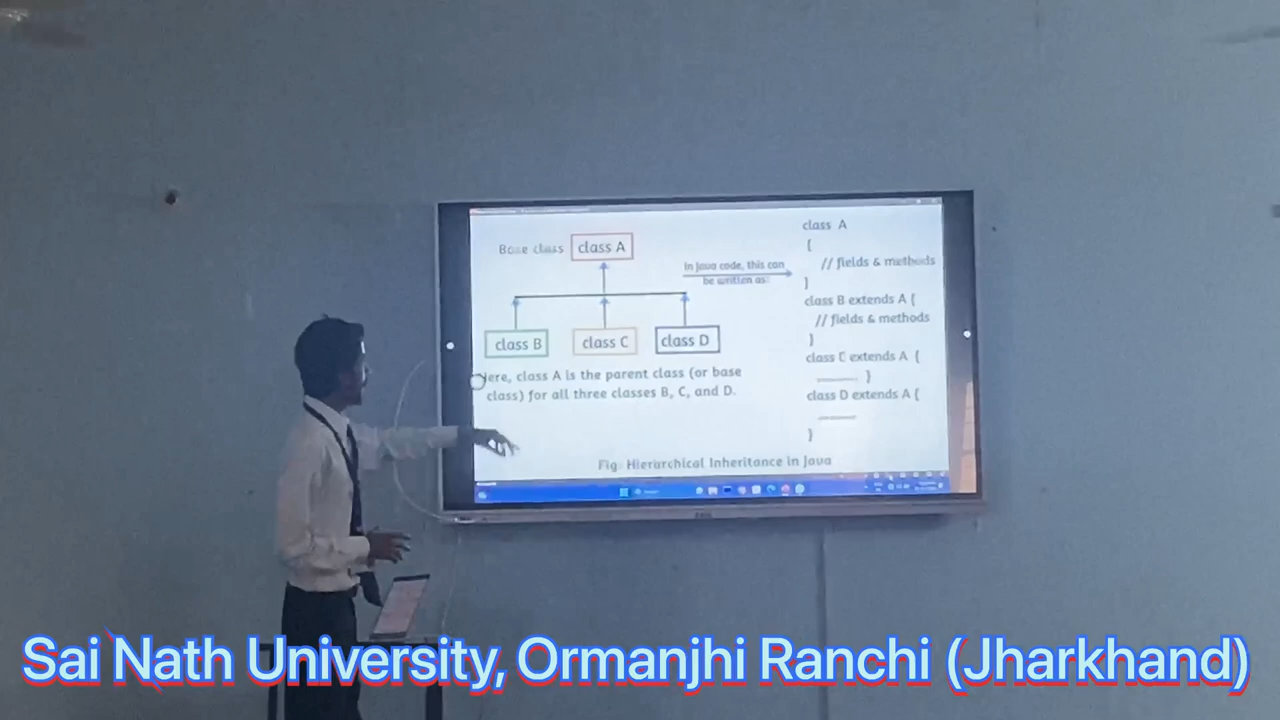 Base class class A
In Java code, this can
be written as:
class B class C class D
Here, class A is the parent class (or base
class) for all three classes B, C, and D.
class A
{
// fields & methods
}
class B extends A {
// fields & methods
}
class C extends A {
}
class D extends A {
}
Fig: Hierarchical Inheritance in Java
Sai Nath University, Ormanjhi Ranchi (Jharkhand)